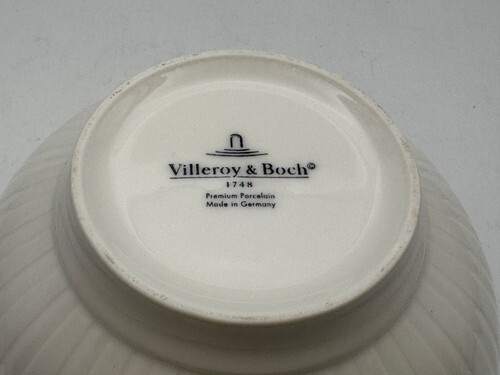 Villeroy & Boch©
1748
Premium Porcelain
Made in Germany